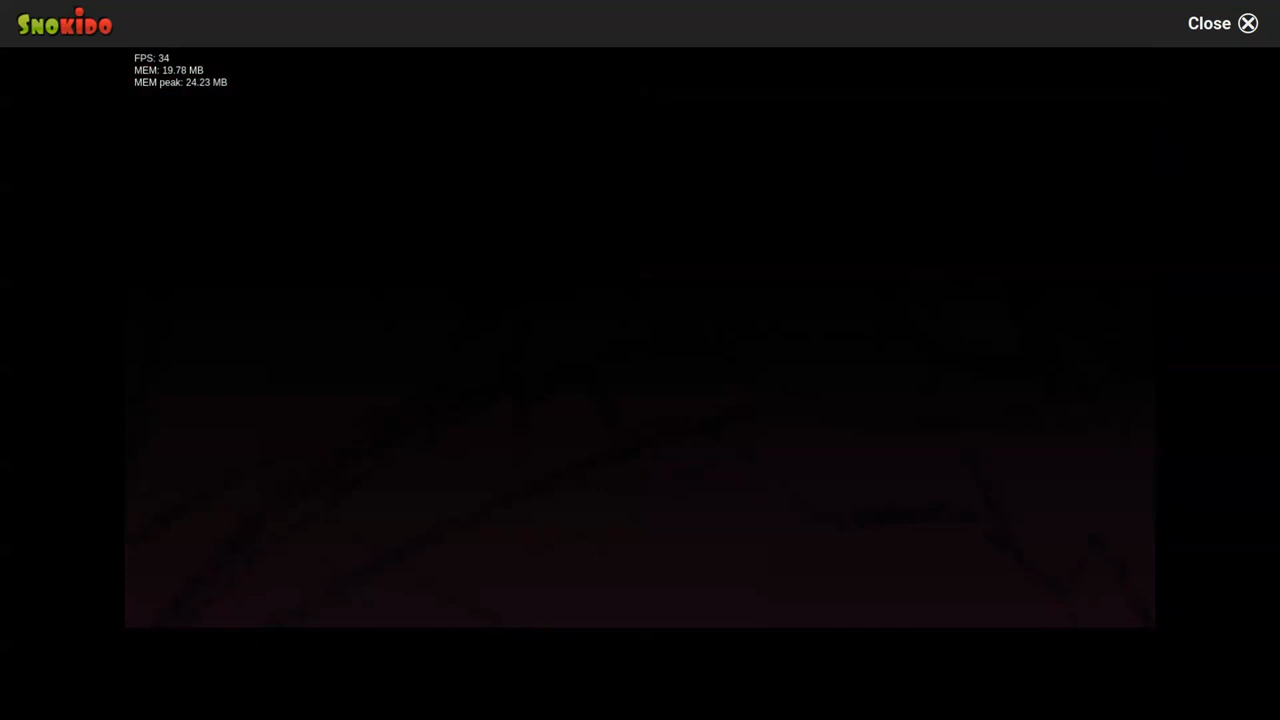 SNOKIDO
Close
FPS: 34
MEM: 19.78 MB
MEM peak: 24.23 MB